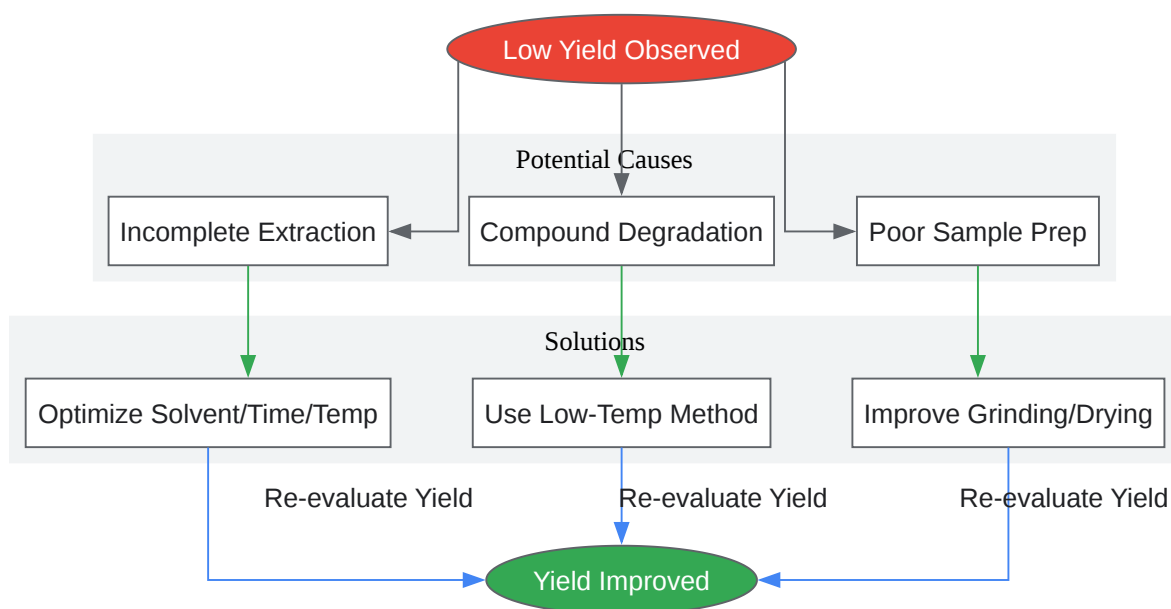 Low Yield Observed
Potential Causes
Incomplete Extraction
Compound Degradation
Poor Sample Prep
Solutions
Optimize Solvent/Time/Temp
Use Low-Temp Method
Improve Grinding/Drying
Re-evaluate Yield
Re-evaluate Yield
Re-evaluate Yield
Yield Improved